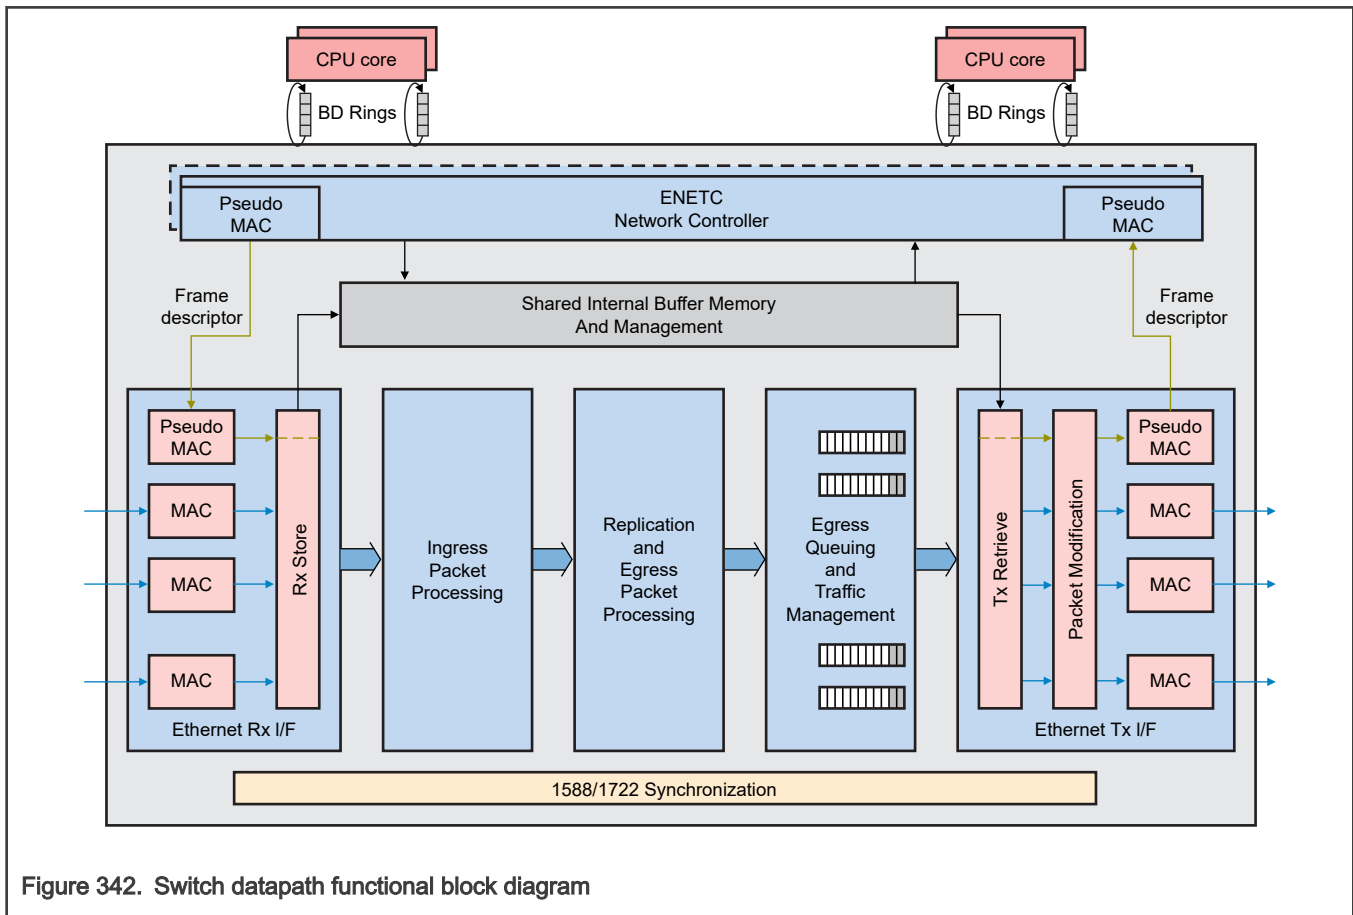 CPU core
CPU core
BD Rings
BD Rings
Pseudo
MAC
ENETC
Network Controller
Pseudo
MAC
Frame
descriptor
Shared Internal Buffer Memory
And Management
Frame
descriptor
Pseudo
MAC
MAC
MAC
MAC
Rx Store
Ethernet Rx I/F
Ingress
Packet
Processing
Replication
and
Egress
Packet
Processing
Egress
Queuing
and
Traffic
Management
Tx Retrieve
Packet Modification
Pseudo
MAC
MAC
MAC
MAC
Ethernet Tx I/F
1588/1722 Synchronization
Figure 342. Switch datapath functional block diagram